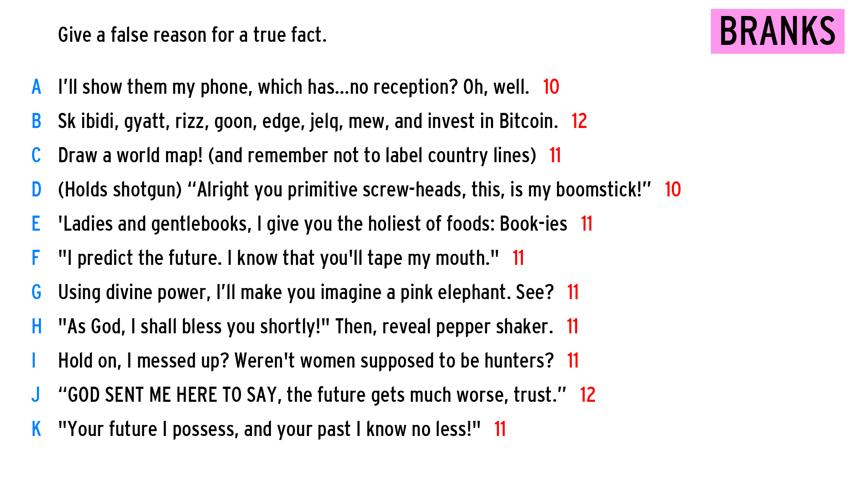 Give a false reason for a true fact.
BRANKS
A I'll show them my phone, which has...no reception? Oh, well. 10
B Sk ibidi, gyatt, rizz, goon, edge, jelq, mew, and invest in Bitcoin. 12
C Draw a world map! (and remember not to label country lines) 11
D (Holds shotgun) “Alright you primitive screw-heads, this, is my boomstick!” 10
E 'Ladies and gentlebooks, I give you the holiest of foods: Book-ies 11
F "I predict the future. I know that you'll tape my mouth." 11
G Using divine power, I’ll make you imagine a pink elephant. See? 11
H "As God, I shall bless you shortly!" Then, reveal pepper shaker. 11
I Hold on, I messed up? Weren't women supposed to be hunters? 11
J “GOD SENT ME HERE TO SAY, the future gets much worse, trust.” 12
K "Your future I possess, and your past I know no less!" 11